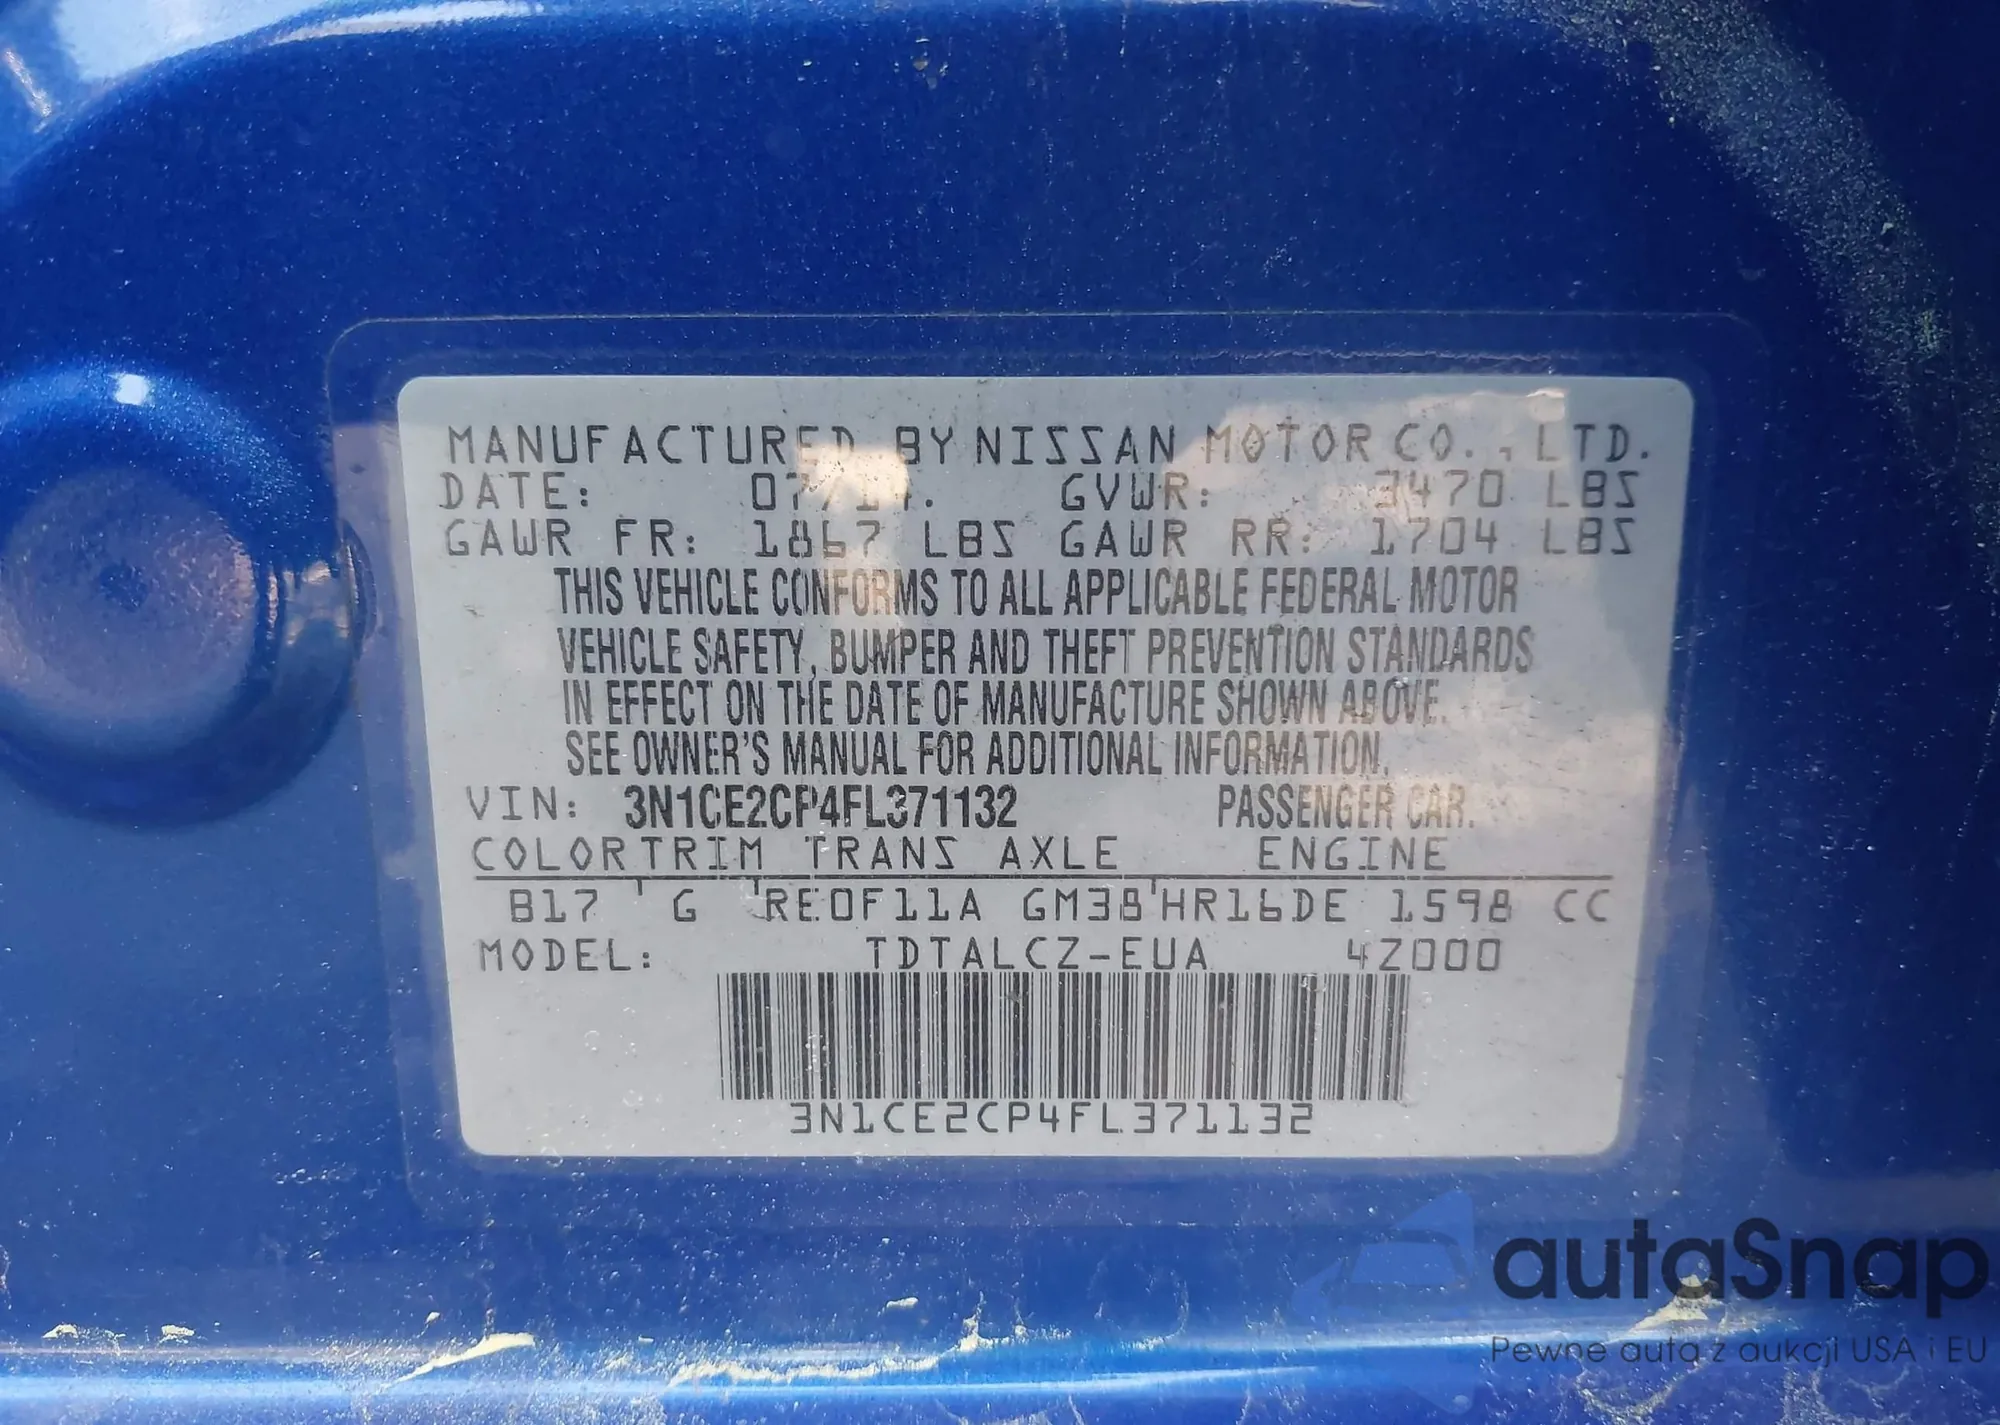 MANUFACTURED BY NISSAN MOTOR CO., LTD.
DATE: 07/14. GVWR: 3470 LBS
GAWR FR: 1867 LBS GAWR RR: 1704 LBS
THIS VEHICLE CONFORMS TO ALL APPLICABLE FEDERAL MOTOR
VEHICLE SAFETY, BUMPER AND THEFT PREVENTION STANDARDS
IN EFFECT ON THE DATE OF MANUFACTURE SHOWN ABOVE.
SEE OWNER'S MANUAL FOR ADDITIONAL INFORMATION.
VIN: 3N1CE2CP4FL371132 PASSENGER CAR.
COLOR TRIM TRANS AXLE ENGINE
B17 G RE0F11A GM38 HR16DE 1598 CC
MODEL: TDTALCZ-EUA 4Z000
3N1CE2CP4FL371132
autaSnap
Pewne auta z aukcji USA i EU